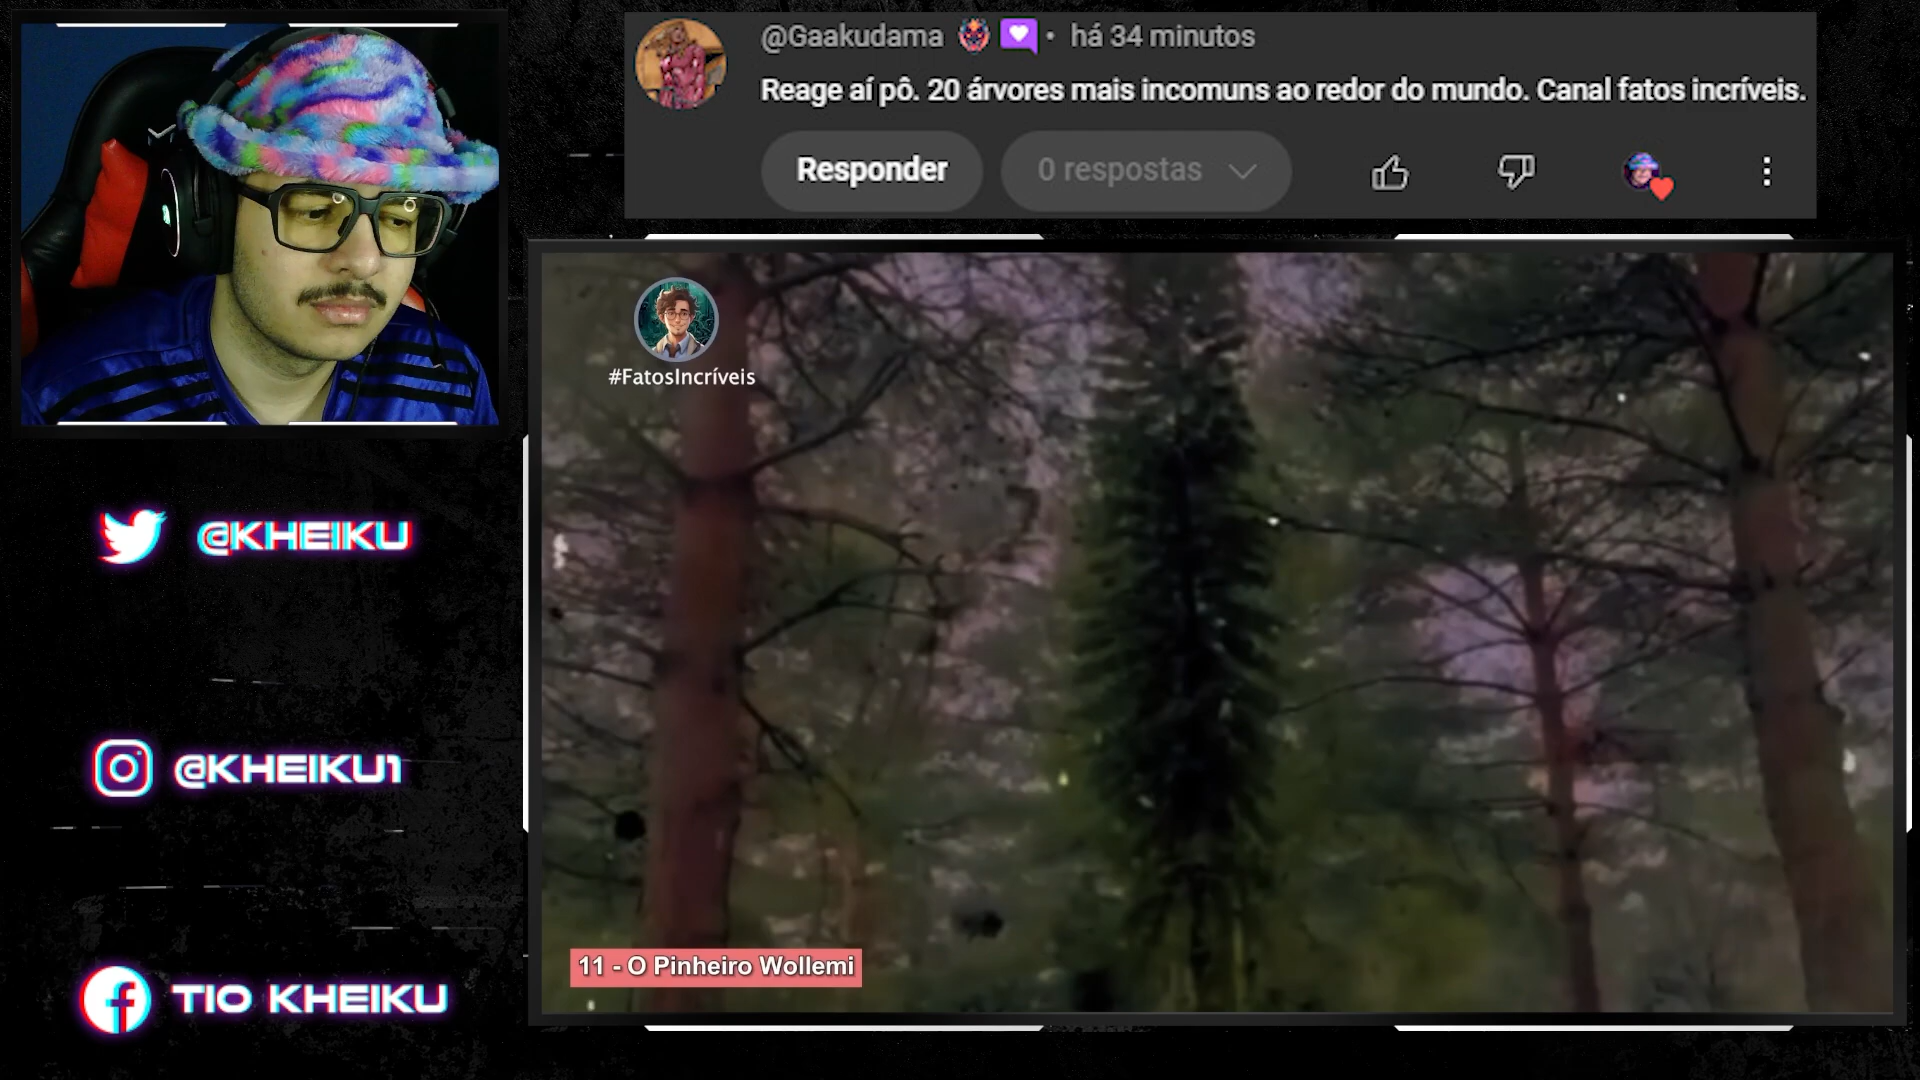 @Gaakudama • há 34 minutos
Reage aí pô. 20 árvores mais incomuns ao redor do mundo. Canal fatos incríveis.
Responder
0 respostas
#FatosIncríveis
@KHEIKU
@KHEIKU1
11 - O Pinheiro Wollemi
TIO KHEIKU